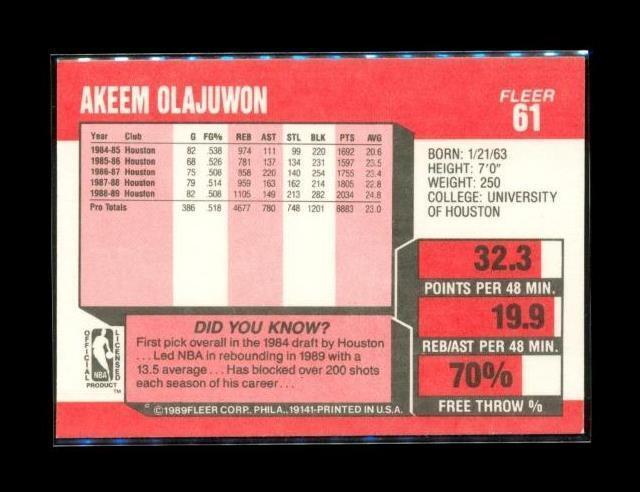 AKEEM OLAJUWON
FLEER
61
Year Club G FG% REB AST STL BLK PTS AVG
1984-85 Houston 82 .538 974 111 99 220 1692 20.6
1985-86 Houston 68 .526 781 137 134 231 1597 23.5
1986-87 Houston 75 .508 858 220 140 254 1755 23.4
1987-88 Houston 79 .514 959 163 162 214 1805 22.8
1988-89 Houston 82 .508 1105 149 213 282 2034 24.8
Pro Totals 386 .518 4677 780 748 1201 8883 23.0
BORN: 1/21/63
HEIGHT: 7'0"
WEIGHT: 250
COLLEGE: UNIVERSITY
OF HOUSTON
32.3
POINTS PER 48 MIN.
19.9
REB/AST PER 48 MIN.
70%
FREE THROW %
DID YOU KNOW?
First pick overall in the 1984 draft by Houston
. . . Led NBA in rebounding in 1989 with a
13.5 average . . . Has blocked over 200 shots
each season of his career . . .
OFFICIAL LICENSED
NBA
PRODUCT
TM
© ©1989 FLEER CORP., PHILA., 19141-PRINTED IN U.S.A.